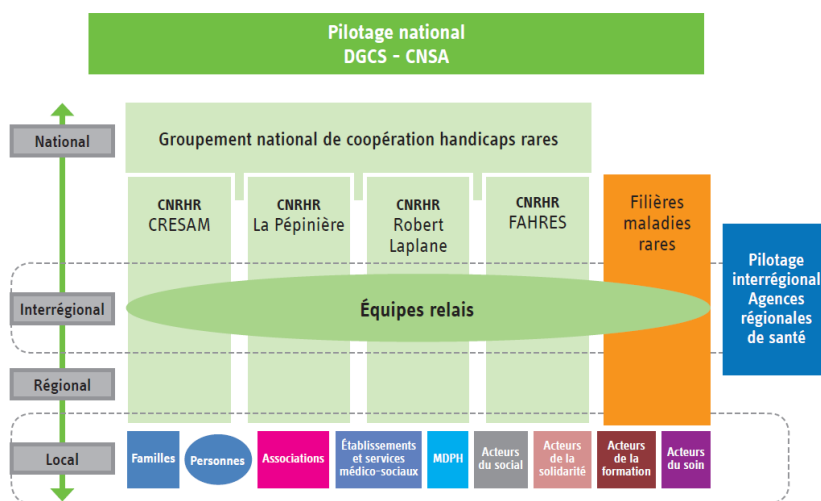 Pilotage national
DGCS - CNSA
National
Groupement national de coopération handicaps rares
CNRHR
CRESAM
CNRHR
La Pépinière
CNRHR
Robert
Laplane
CNRHR
FAHRES
Filières
maladies
rares
Pilotage
interrégional
Agences
régionales
de santé
Interrégional
Équipes relais
Régional
Local
Familles
Personnes
Associations
Établissements
et services
médico-sociaux
MDPH
Acteurs
du social
Acteurs
de la
solidarité
Acteurs
de la
formation
Acteurs
du soin